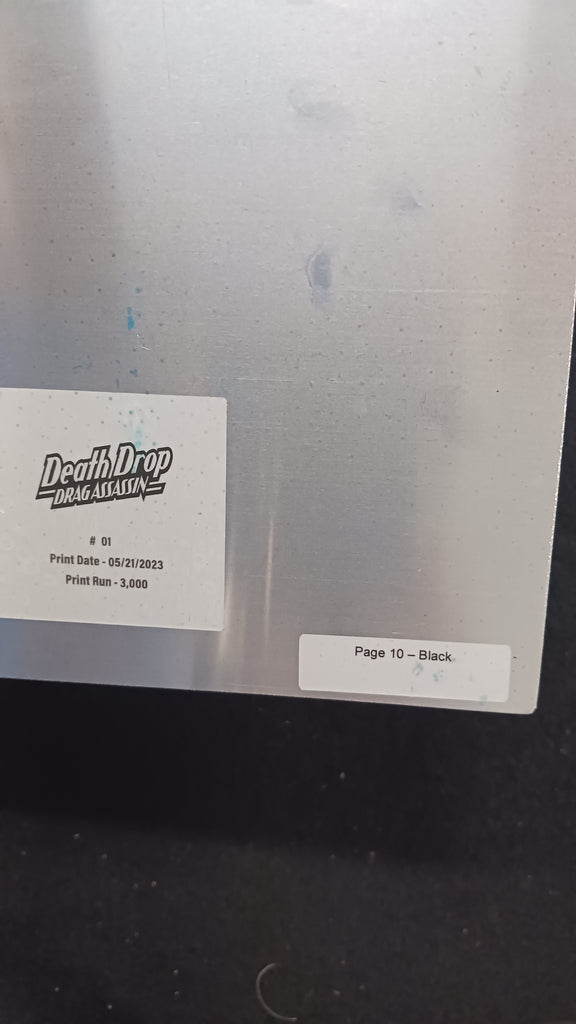 Death Drop
DRAG ASSASSIN
# 01
Print Date - 05/21/2023
Print Run - 3,000
Page 10 – Black